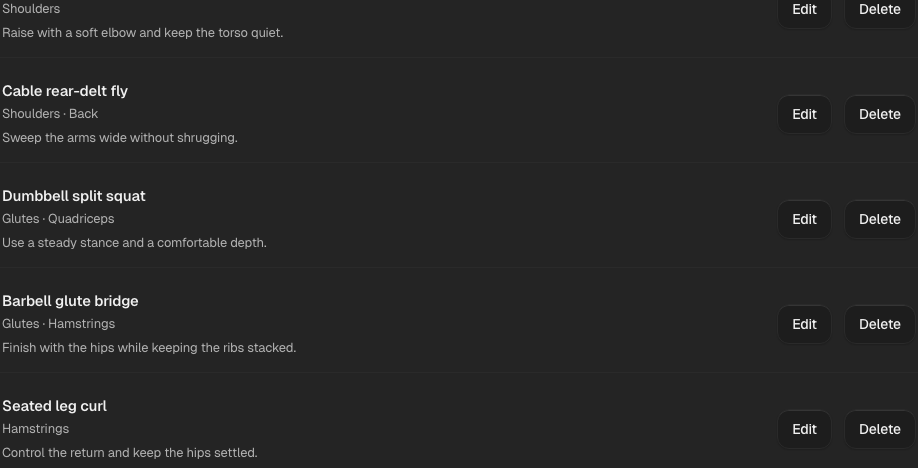 Shoulders
Edit
Delete
Raise with a soft elbow and keep the torso quiet.
Cable rear-delt fly
Shoulders · Back
Edit
Delete
Sweep the arms wide without shrugging.
Dumbbell split squat
Glutes · Quadriceps
Edit
Delete
Use a steady stance and a comfortable depth.
Barbell glute bridge
Glutes · Hamstrings
Edit
Delete
Finish with the hips while keeping the ribs stacked.
Seated leg curl
Hamstrings
Edit
Delete
Control the return and keep the hips settled.